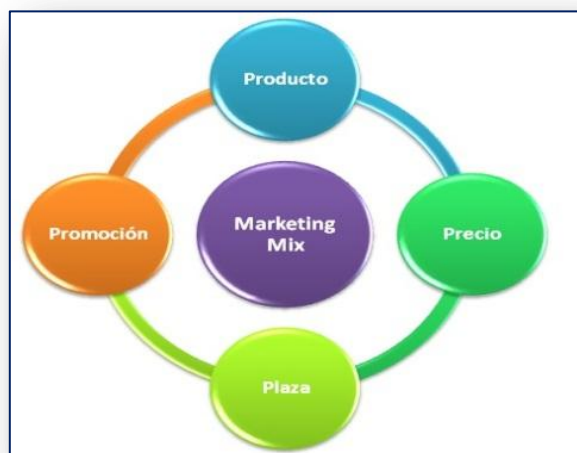 Producto
Promoción
Marketing
Mix
Precio
Plaza